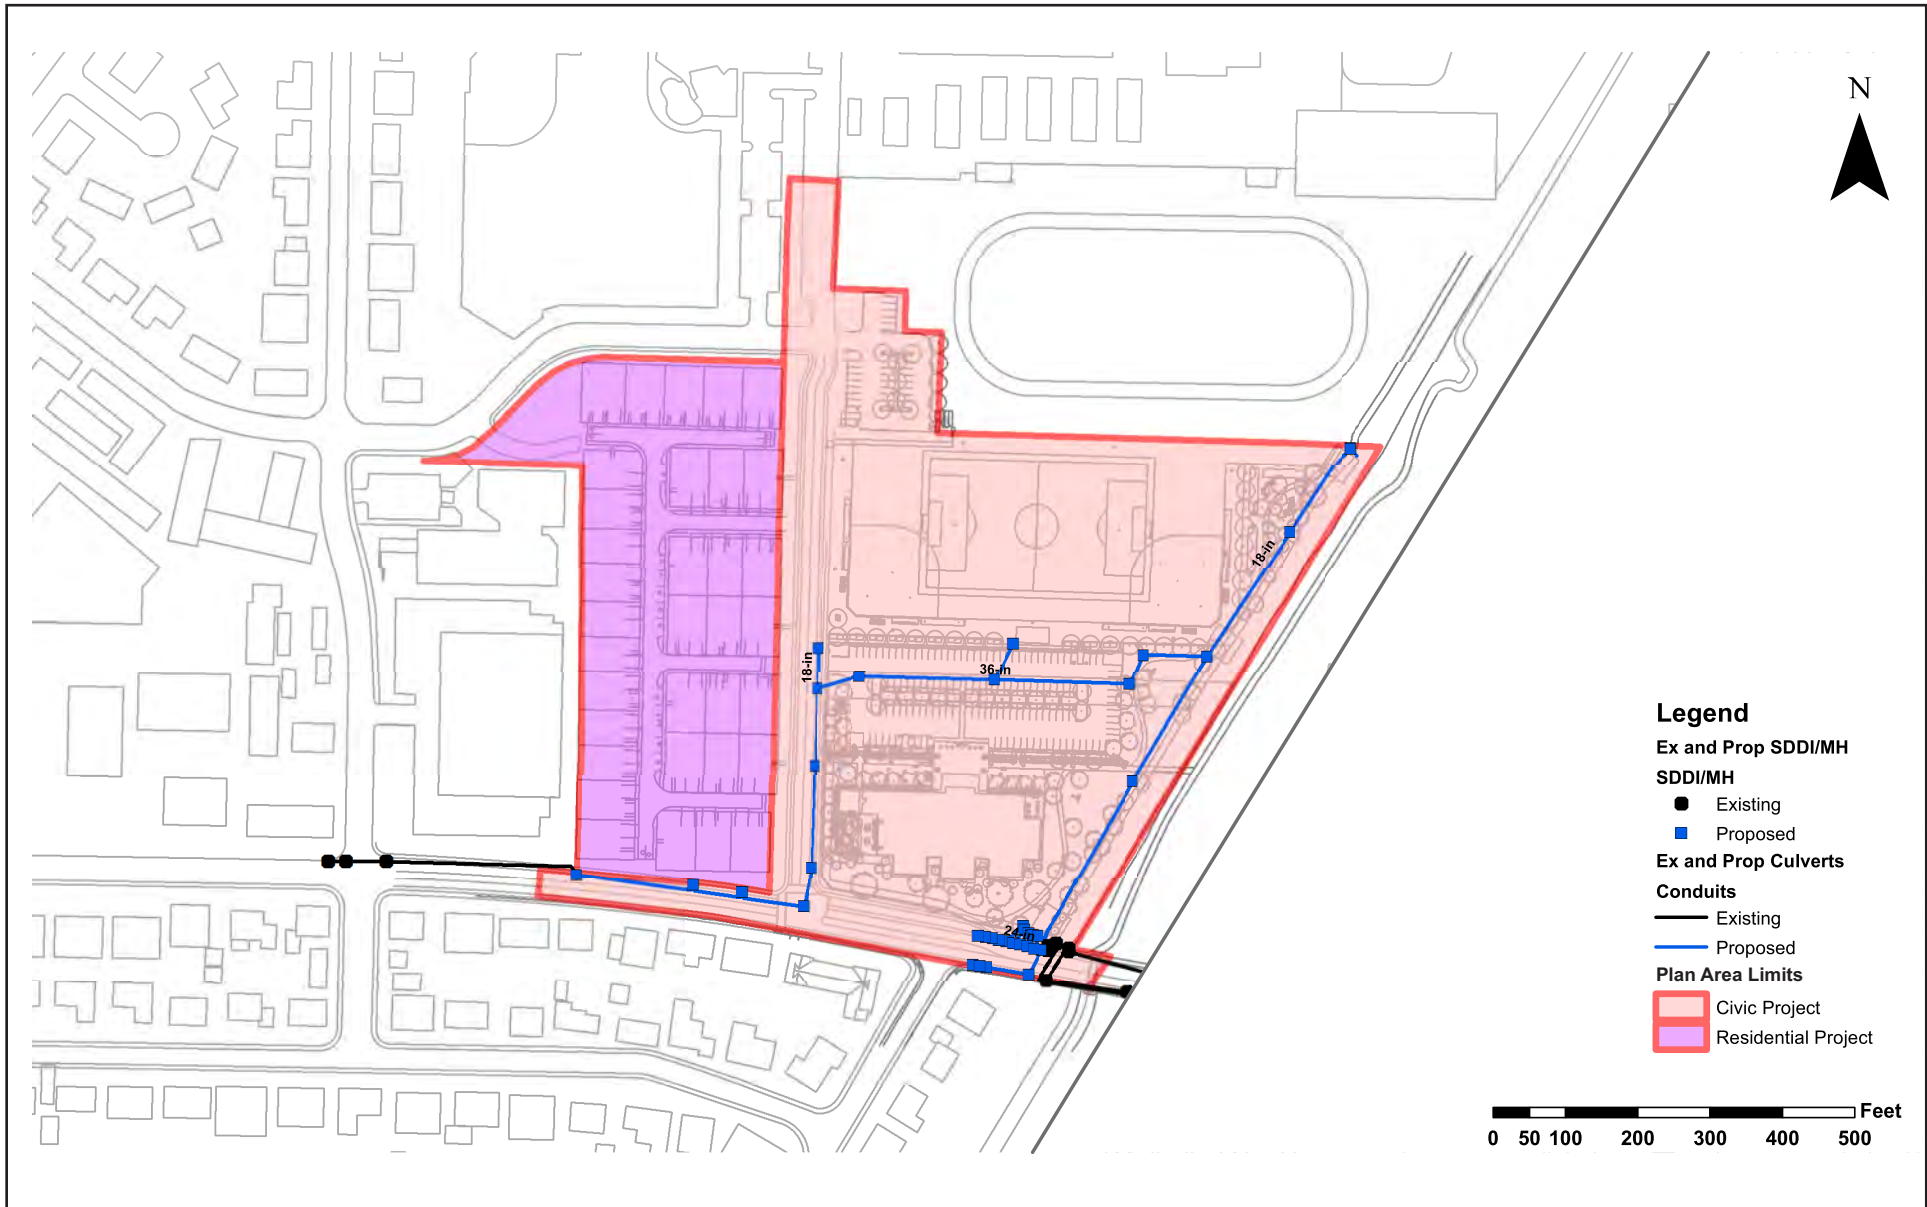 N
18-in
18-in
36-in
24-in
Legend
Ex and Prop SDDI/MH
SDDI/MH
Existing
Proposed
Ex and Prop Culverts
Conduits
Existing
Proposed
Plan Area Limits
Civic Project
Residential Project
Feet
0 50 100 200 300 400 500